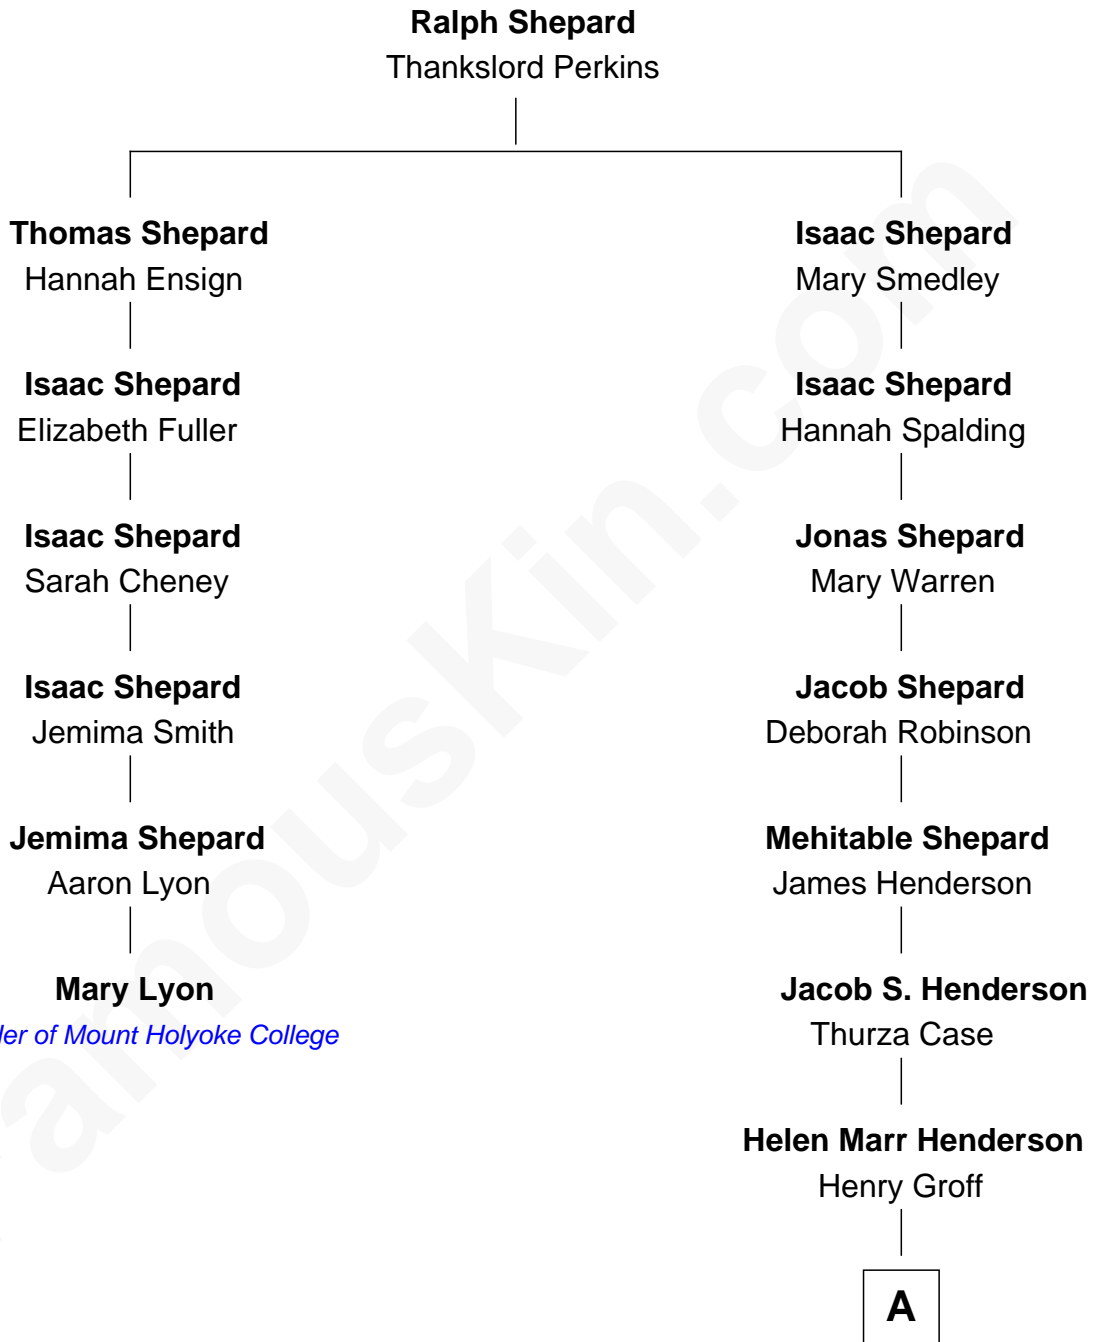 Ralph Shepard
Thankslord Perkins
Thomas Shepard
Hannah Ensign
Isaac Shepard
Elizabeth Fuller
Isaac Shepard
Sarah Cheney
Isaac Shepard
Jemima Smith
Jemima Shepard
Aaron Lyon
Mary Lyon
der of Mount Holyoke College
Isaac Shepard
Mary Smedley
Isaac Shepard
Hannah Spalding
Jonas Shepard
Mary Warren
Jacob Shepard
Deborah Robinson
Mehitable Shepard
James Henderson
Jacob S. Henderson
Thurza Case
Helen Marr Henderson
Henry Groff
A
amouskin.com